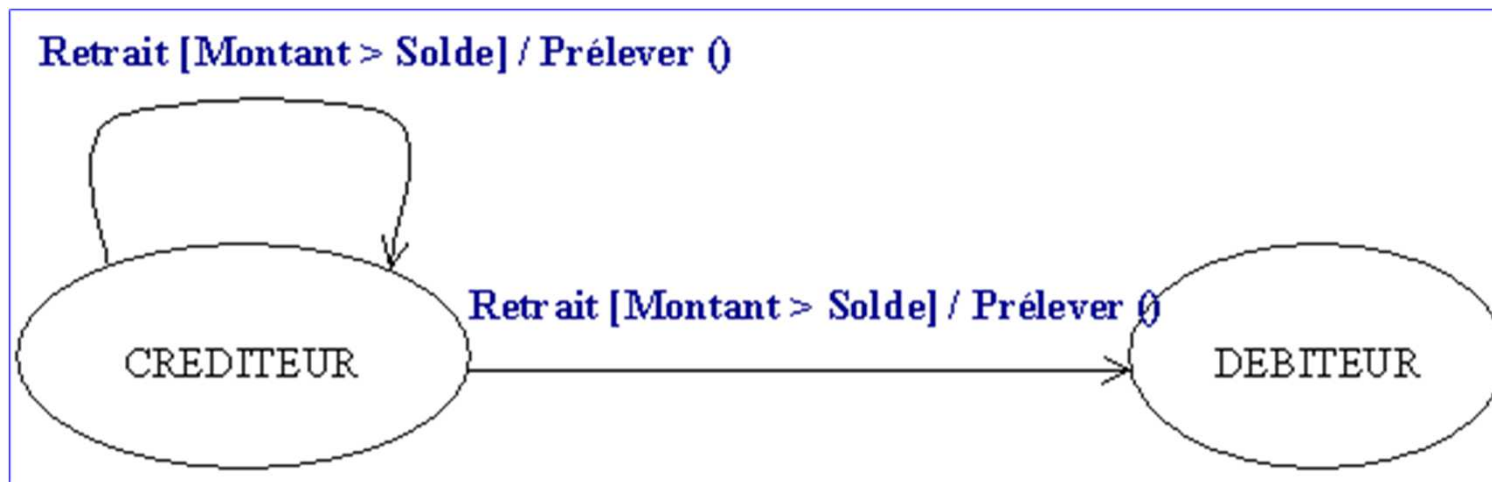 Retrait [Montant > Solde] / Prélever ()
Retrait [Montant > Solde] / Prélever ()
CREDITEUR
DEBITEUR